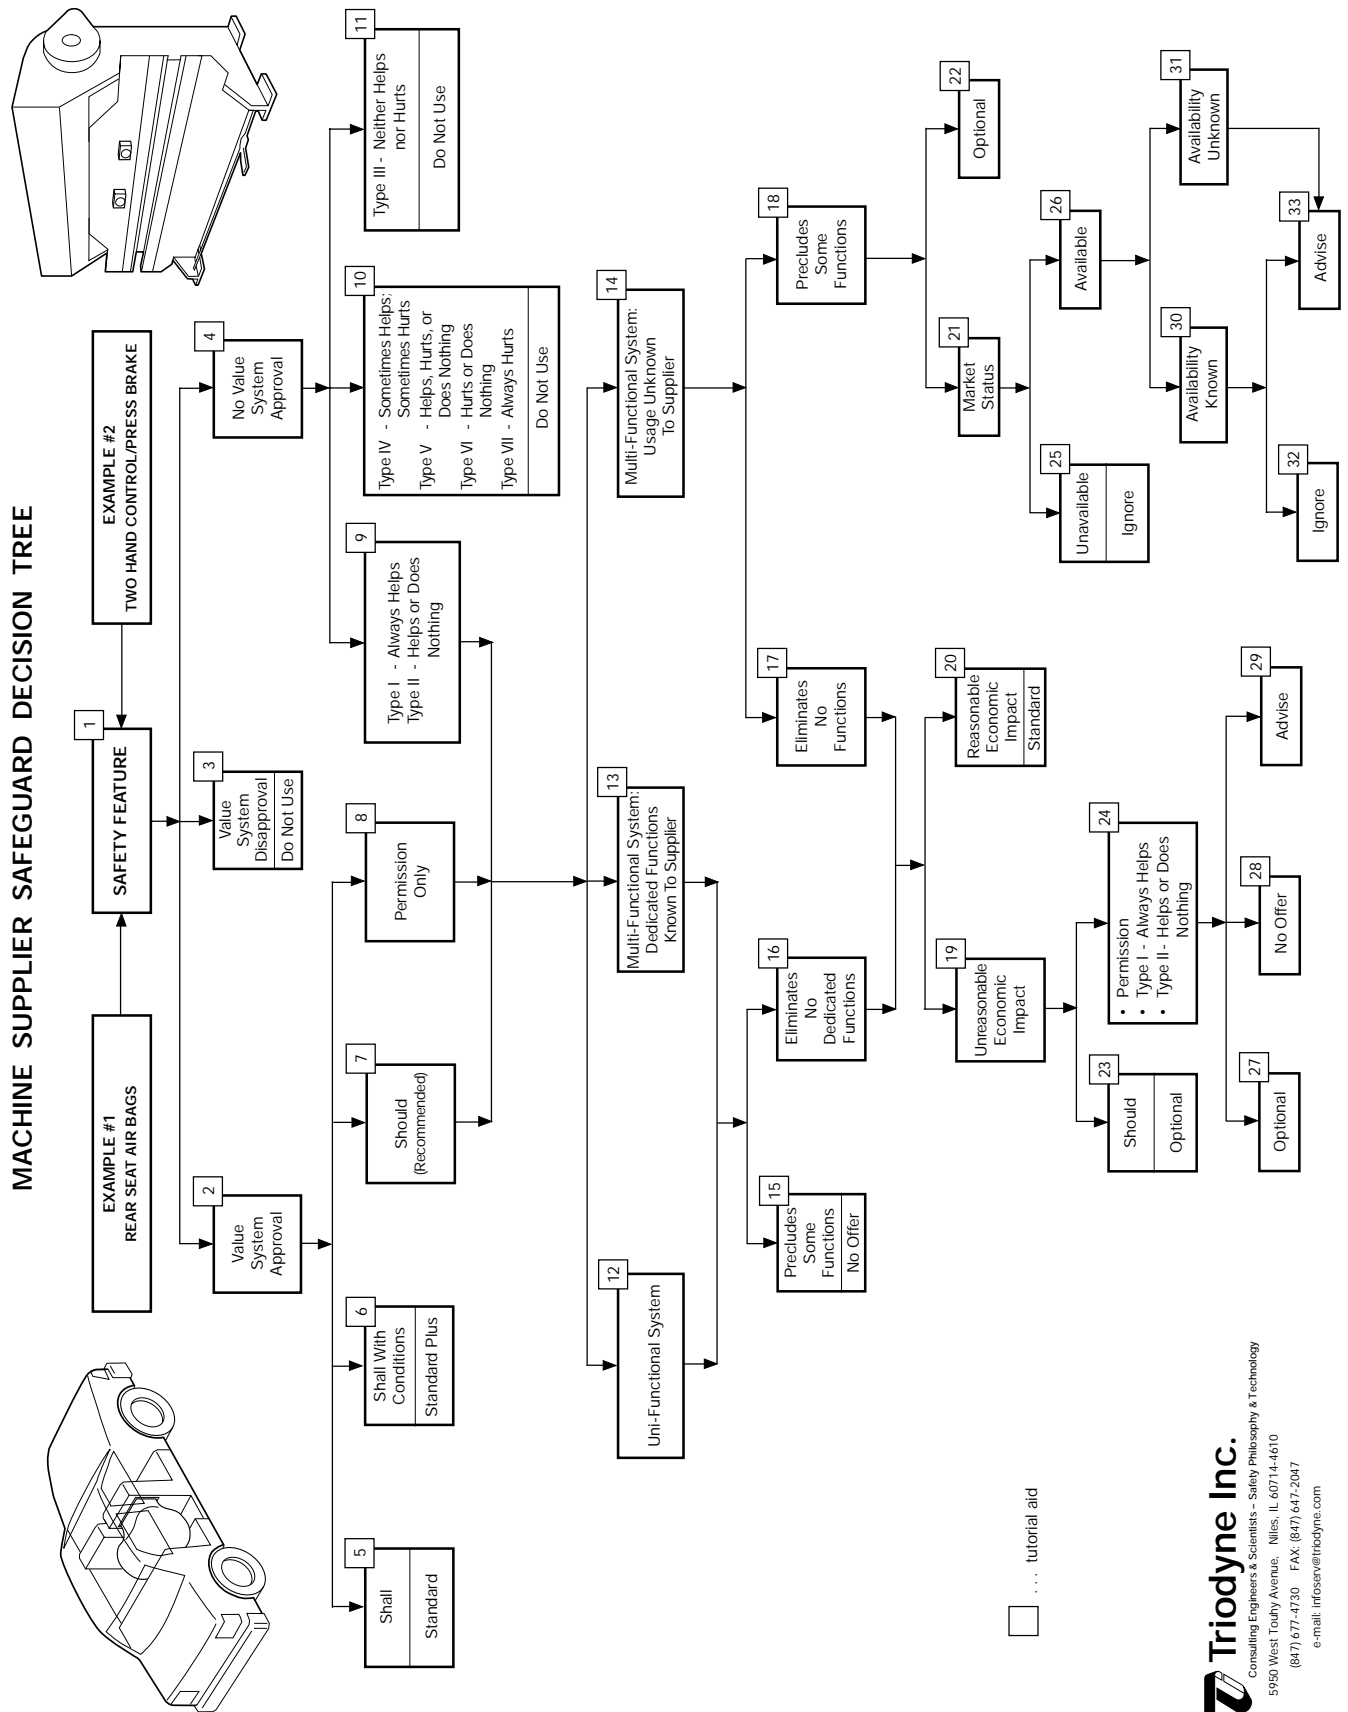 MACHINE SUPPLIER SAFEGUARD DECISION TREE
EXAMPLE #1
REAR SEAT AIR BAGS
1
SAFETY FEATURE
EXAMPLE #2
TWO HAND CONTROL/PRESS BRAKE
2
Value
System
Approval
3
Value
System
Disapproval
Do Not Use
4
No Value
System
Approval
5
Shall
Standard
6
Shall With
Conditions
Standard Plus
7
Should
(Recommended)
8
Permission
Only
9
Type I - Always Helps
Type II - Helps or Does
Nothing
10
Type IV - Sometimes Helps;
Sometimes Hurts
Type V - Helps, Hurts, or
Does Nothing
Type VI - Hurts or Does
Nothing
Type VII - Always Hurts
Do Not Use
11
Type III - Neither Helps
nor Hurts
Do Not Use
12
Uni-Functional System
13
Multi-Functional System:
Dedicated Functions
Known To Supplier
14
Multi-Functional System:
Usage Unknown
To Supplier
15
Precludes
Some
Functions
No Offer
16
Eliminates
No
Dedicated
Functions
17
Eliminates
No
Functions
18
Precludes
Some
Functions
19
Unreasonable
Economic
Impact
20
Reasonable
Economic
Impact
Standard
21
Market
Status
22
Optional
23
Should
Optional
24
• Permission
• Type I - Always Helps
• Type II - Helps or Does
Nothing
25
Unavailable
Ignore
26
Available
27
Optional
28
No Offer
29
Advise
30
Availability
Known
31
Availability
Unknown
32
Ignore
33
Advise
. . . tutorial aid
Triodyne Inc.
Consulting Engineers & Scientists – Safety Philosophy & Technology
5950 West Touhy Avenue, Niles, IL 60714-4610
(847) 677-4730 FAX: (847) 647-2047
e-mail: infoserv@triodyne.com